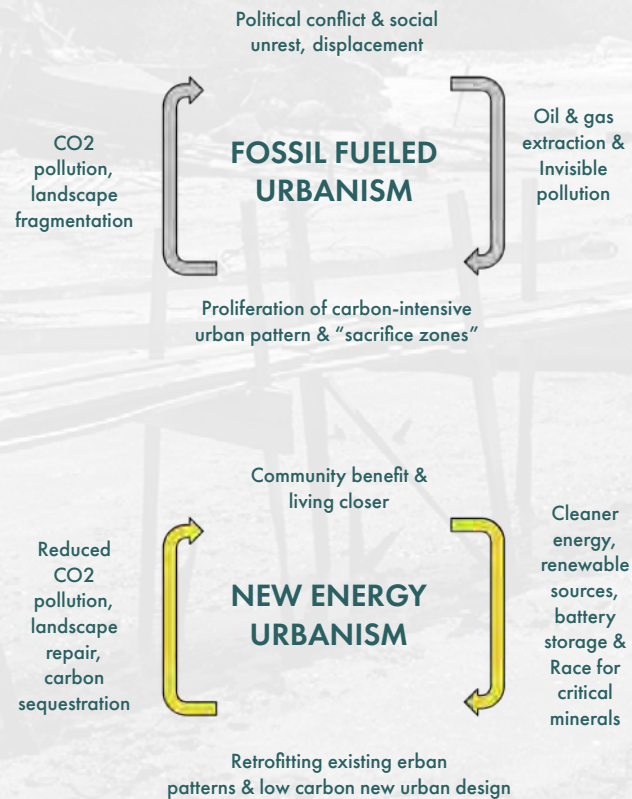 Political conflict & social
unrest, displacement
CO2
pollution,
landscape
fragmentation
FOSSIL FUELED
URBANISM
Oil & gas
extraction &
Invisible
pollution
Proliferation of carbon-intensive
urban pattern & “sacrifice zones”
Community benefit &
living closer
Reduced
CO2
pollution,
landscape
repair,
carbon
sequestration
NEW ENERGY
URBANISM
Cleaner
energy,
renewable
sources,
battery
storage &
Race for
critical
minerals
Retrofitting existing erban
patterns & low carbon new urban design